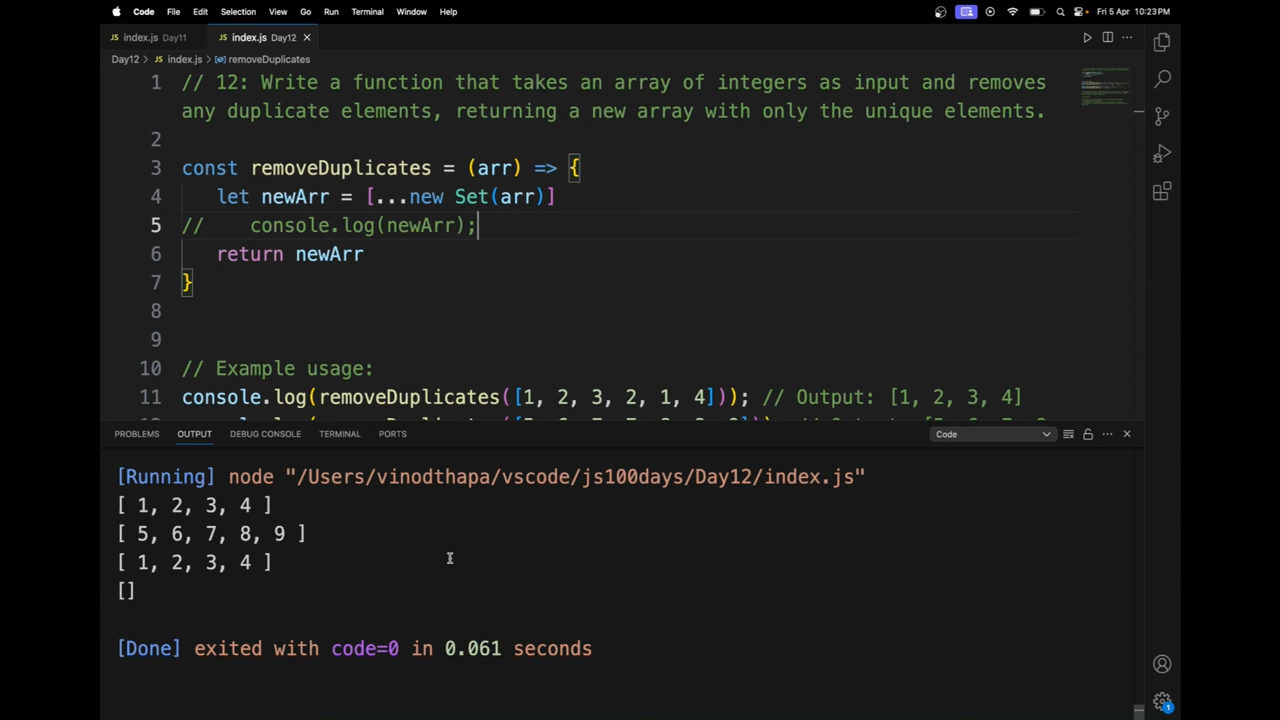 Code File Edit Selection View Go Run Terminal Window Help Fri 5 Apr 10:23 PM
JS index.js Day11 JS index.js Day12 ×
Day12 > JS index.js > removeDuplicates
1 // 12: Write a function that takes an array of integers as input and removes
any duplicate elements, returning a new array with only the unique elements.
2
3 const removeDuplicates = (arr) => {
4 let newArr = [...new Set(arr)]
5 // console.log(newArr);
6 return newArr
7 }
8
9
10 // Example usage:
11 console.log(removeDuplicates([1, 2, 3, 2, 1, 4])); // Output: [1, 2, 3, 4]
PROBLEMS OUTPUT DEBUG CONSOLE TERMINAL PORTS Code
[Running] node "/Users/vinodthapa/vscode/js100days/Day12/index.js"
[ 1, 2, 3, 4 ]
[ 5, 6, 7, 8, 9 ]
[ 1, 2, 3, 4 ]
[]
[Done] exited with code=0 in 0.061 seconds
1